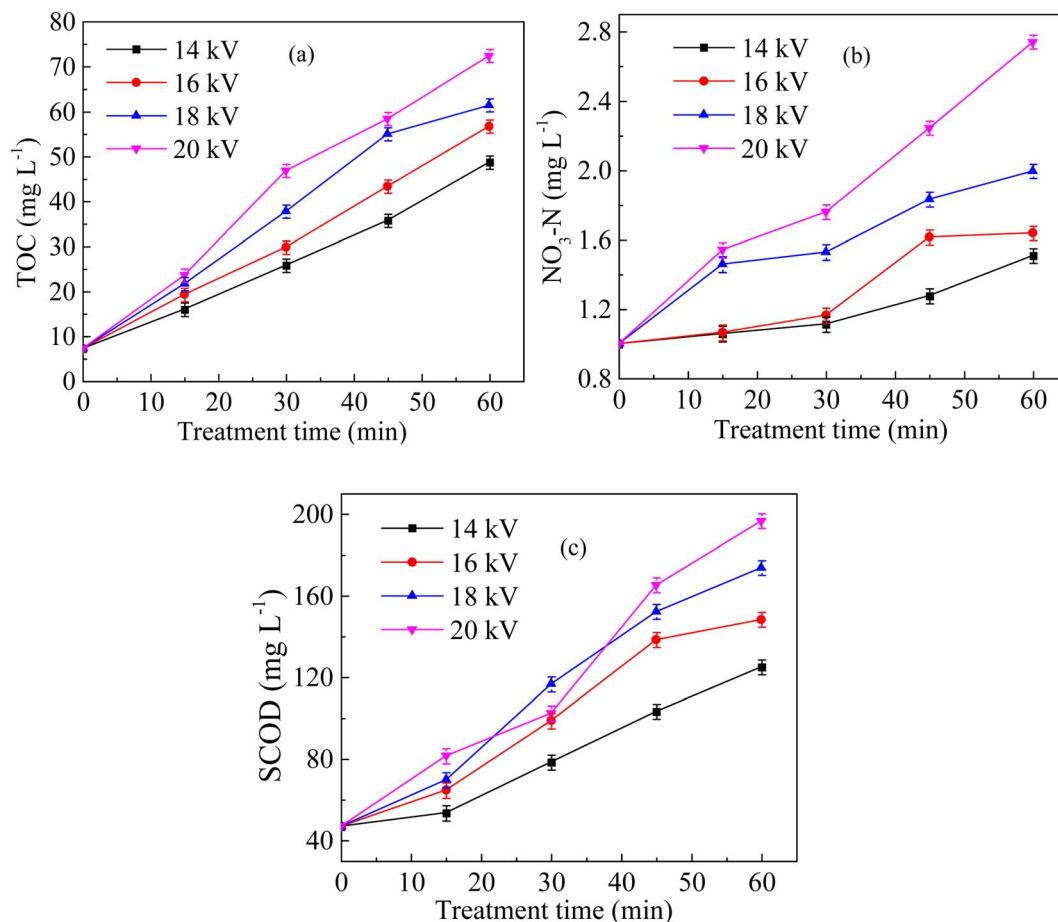 (a)
14 kV
16 kV
18 kV
20 kV
TOC (mg L⁻¹)
80
70
60
50
40
30
20
10
0
0 10 20 30 40 50 60
Treatment time (min)
(b)
14 kV
16 kV
18 kV
20 kV
NO₃-N (mg L⁻¹)
2.8
2.4
2.0
1.6
1.2
0.8
0 10 20 30 40 50 60
Treatment time (min)
(c)
14 kV
16 kV
18 kV
20 kV
SCOD (mg L⁻¹)
200
160
120
80
40
0 10 20 30 40 50 60
Treatment time (min)